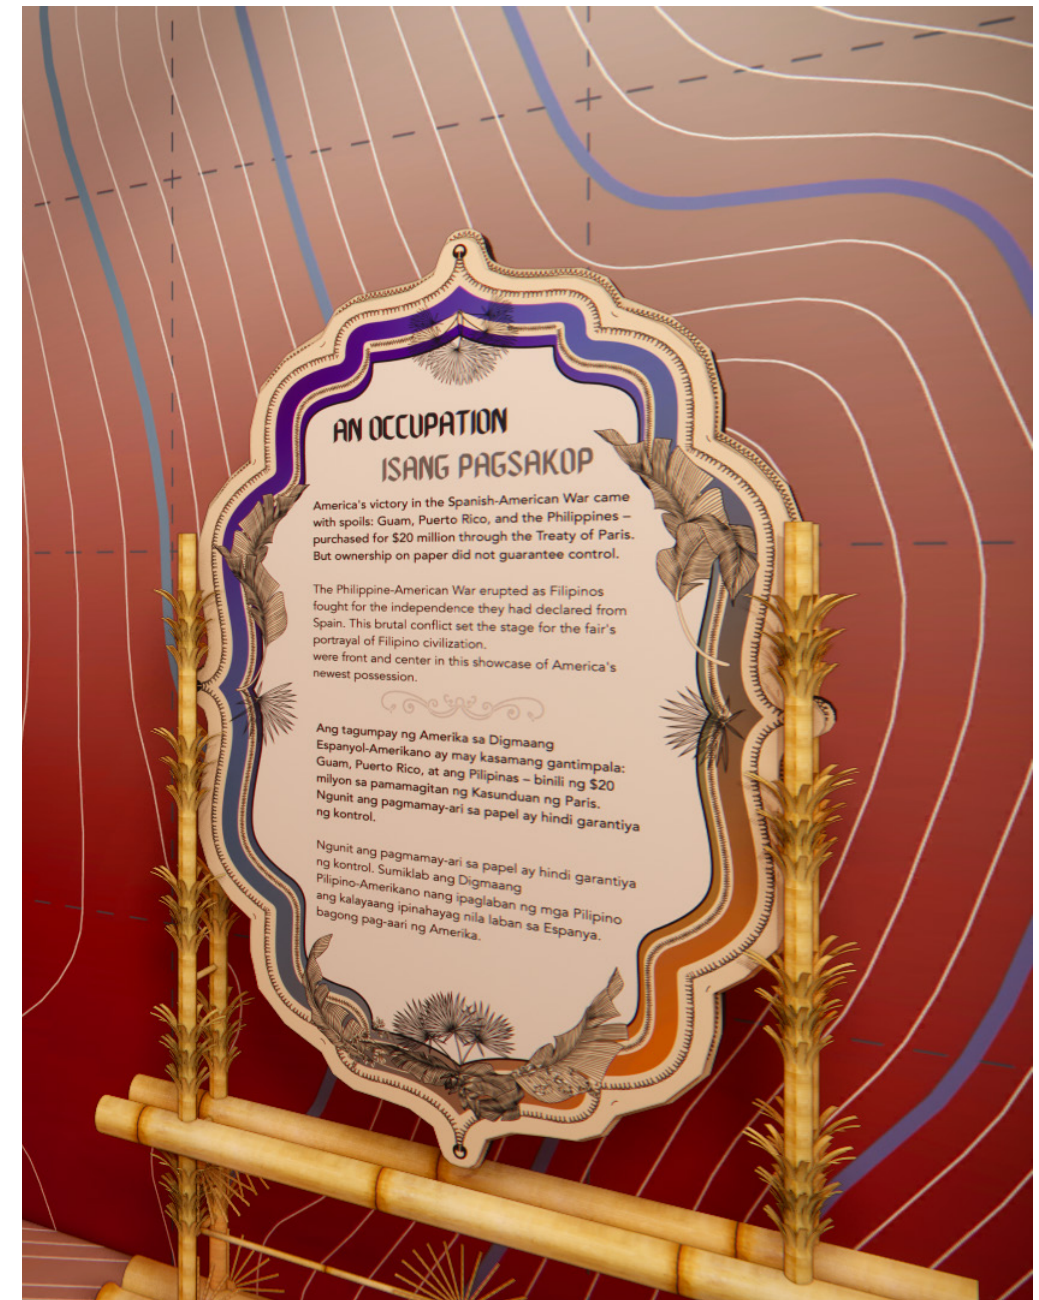 AN OCCUPATION
ISANG PAGSAKOP
America's victory in the Spanish-American War came
with spoils: Guam, Puerto Rico, and the Philippines –
purchased for $20 million through the Treaty of Paris.
But ownership on paper did not guarantee control.
The Philippine-American War erupted as Filipinos
fought for the independence they had declared from
Spain. This brutal conflict set the stage for the fair's
portrayal of Filipino civilization.
were front and center in this showcase of America's
newest possession.
Ang tagumpay ng Amerika sa Digmaang
Espanyol-Amerikano ay may kasamang gantimpala:
Guam, Puerto Rico, at ang Pilipinas – binili ng $20
milyon sa pamamagitan ng Kasunduan ng Paris.
Ngunit ang pagmamay-ari sa papel ay hindi garantiya
ng kontrol.
Ngunit ang pagmamay-ari sa papel ay hindi garantiya
ng kontrol. Sumiklab ang Digmaang
Pilipino-Amerikano nang ipaglaban ng mga Pilipino
ang kalayaang ipinahayag nila laban sa Espanya.
bagong pag-aari ng Amerika.